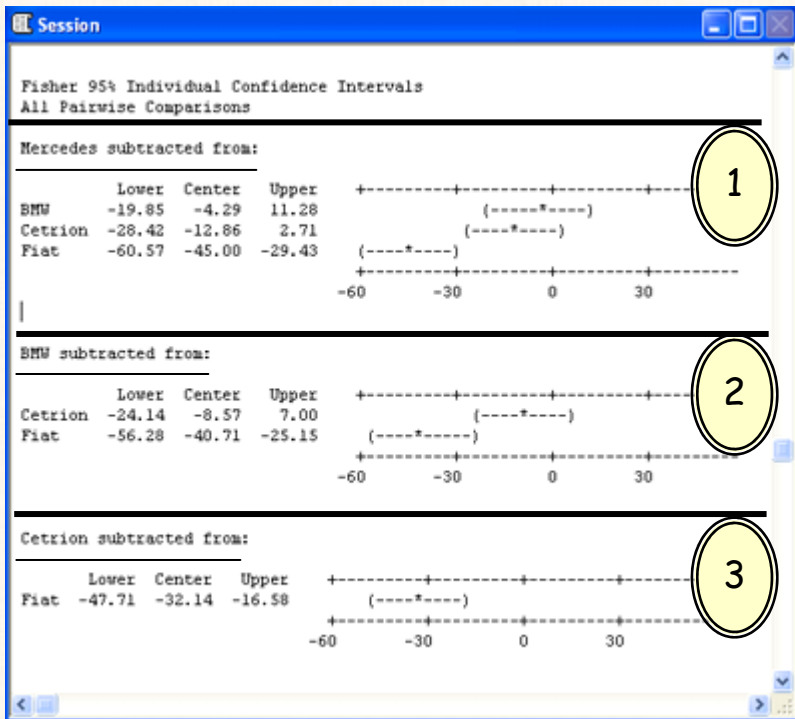 Session
Fisher 95% Individual Confidence Intervals
All Pairwise Comparisons
Mercedes subtracted from:
1
Lower Center Upper +---------+---------+---------+----
BMW -19.85 -4.29 11.28 (-----*----)
Cetrion -28.42 -12.86 2.71 (----*----)
Fiat -60.57 -45.00 -29.43 (----*----)
+---------+---------+---------+---------
-60 -30 0 30
BMW subtracted from:
2
Lower Center Upper +---------+---------+---------+----
Cetrion -24.14 -8.57 7.00 (----*----)
Fiat -56.28 -40.71 -25.15 (----*-----)
+---------+---------+---------+---------
-60 -30 0 30
Cetrion subtracted from:
3
Lower Center Upper +---------+---------+---------+-------
Fiat -47.71 -32.14 -16.58 (----*----)
+---------+---------+---------+---------
-60 -30 0 30